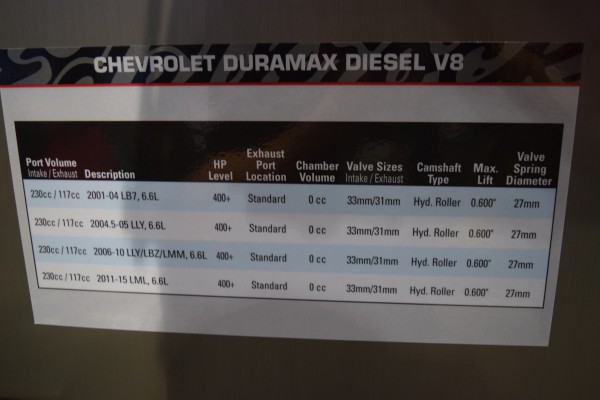 CHEVROLET DURAMAX DIESEL V8
Port Volume Intake / Exhaust Description HP Level Exhaust Port Location Chamber Volume Valve Sizes Intake / Exhaust Camshaft Type Max. Lift Valve Spring Diameter
230cc / 117cc 2001-04 LB7, 6.6L 400+ Standard 0 cc 33mm/31mm Hyd. Roller 0.600" 27mm
230cc / 117cc 2004.5-05 LLY, 6.6L 400+ Standard 0 cc 33mm/31mm Hyd. Roller 0.600" 27mm
230cc / 117cc 2006-10 LLY/LBZ/LMM, 6.6L 400+ Standard 0 cc 33mm/31mm Hyd. Roller 0.600" 27mm
230cc / 117cc 2011-15 LML, 6.6L 400+ Standard 0 cc 33mm/31mm Hyd. Roller 0.600" 27mm